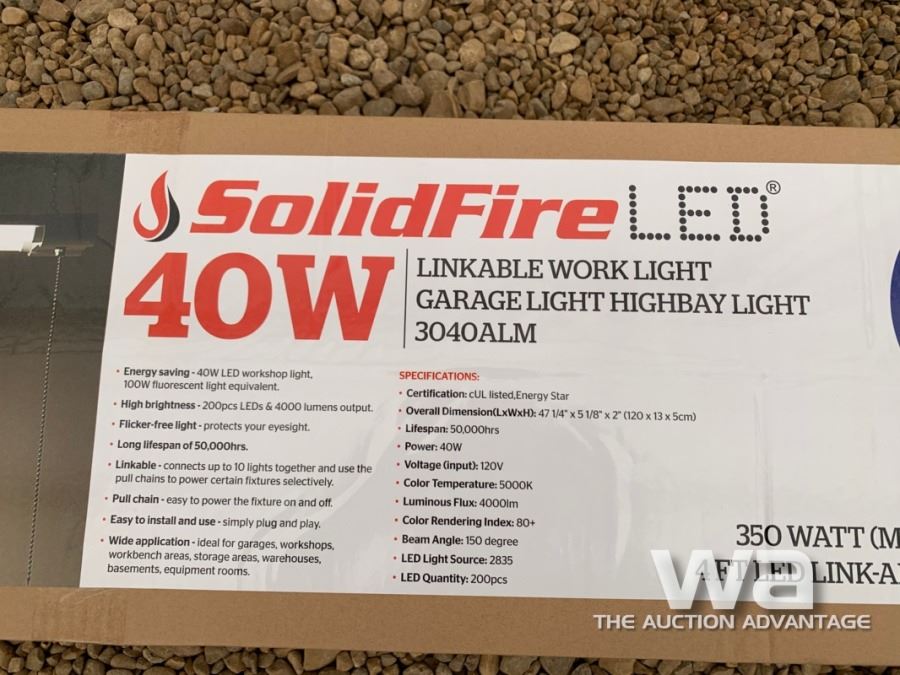 SolidFire LED®
40W
LINKABLE WORK LIGHT
GARAGE LIGHT HIGHBAY LIGHT
3040ALM
• Energy saving - 40W LED workshop light,
100W fluorescent light equivalent.
• High brightness - 200pcs LEDs & 4000 lumens output.
• Flicker-free light - protects your eyesight.
• Long lifespan of 50,000hrs.
• Linkable - connects up to 10 lights together and use the
pull chains to power certain fixtures selectively.
• Pull chain - easy to power the fixture on and off.
• Easy to install and use - simply plug and play.
• Wide application - ideal for garages, workshops,
workbench areas, storage areas, warehouses,
basements, equipment rooms.
SPECIFICATIONS:
• Certification: cUL listed,Energy Star
• Overall Dimension(LxWxH): 47 1/4" x 5 1/8" x 2" (120 x 13 x 5cm)
• Lifespan: 50,000hrs
• Power: 40W
• Voltage (input): 120V
• Color Temperature: 5000K
• Luminous Flux: 4000lm
• Color Rendering Index: 80+
• Beam Angle: 150 degree
• LED Light Source: 2835
• LED Quantity: 200pcs
350 WATT (M
4 FT LED LINK-A
wa
THE AUCTION ADVANTAGE